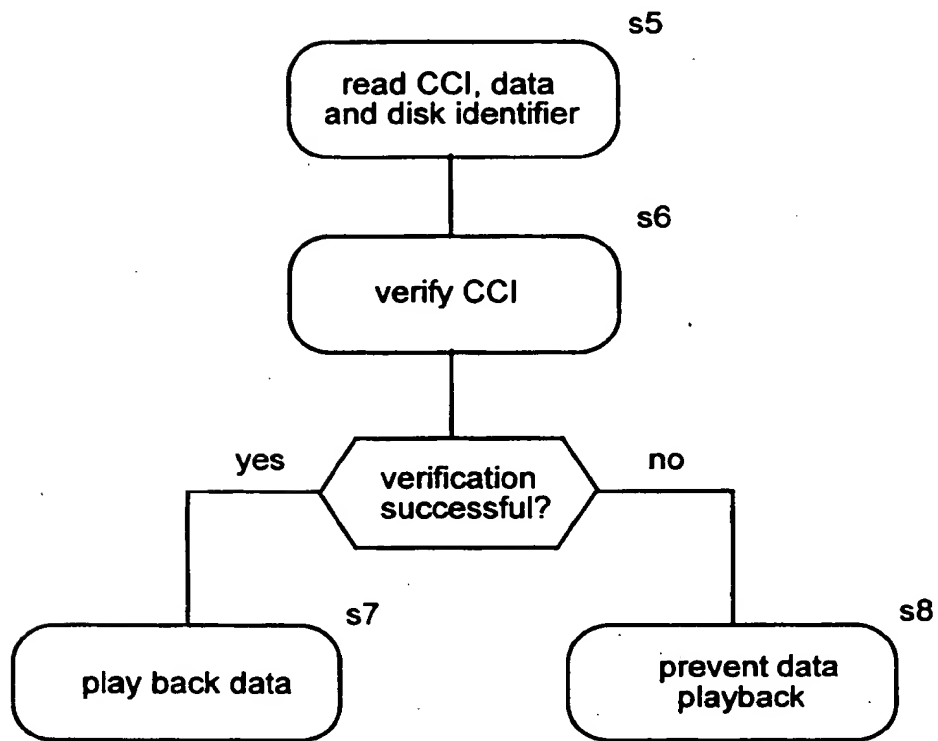 s5
read CCI, data
and disk identifier
s6
verify CCI
yes
verification
successful?
no
s7
play back data
s8
prevent data
playback